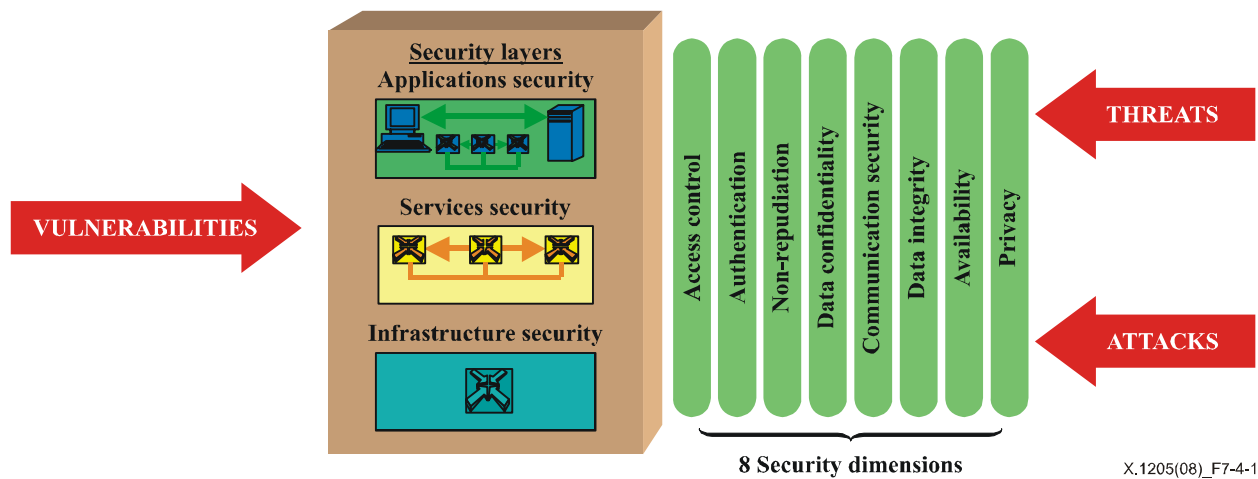 Security layers
Applications security
Services security
Infrastructure security
VULNERABILITIES
Access control
Authentication
Non-repudiation
Data confidentiality
Communication security
Data integrity
Availability
Privacy
THREATS
ATTACKS
8 Security dimensions
X.1205(08)_F7-4-1